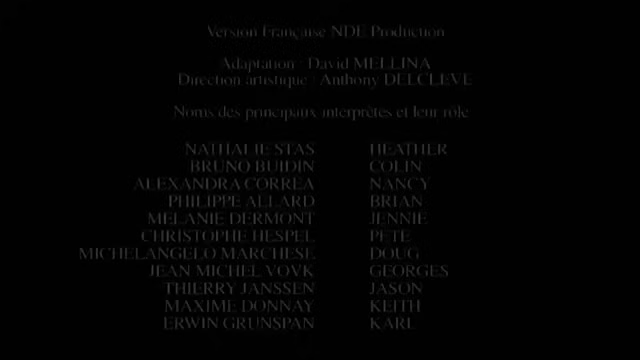 Version Française NDE Production
Adaptation : David MELLINA
Direction artistique : Anthony DELCLEVE
Noms des principaux interprètes et leur rôle
NATHALIE STAS HEATHER
BRUNO BUIDIN COLIN
ALEXANDRA CORREA NANCY
PHILIPPE ALLARD BRIAN
MELANIE DERMONT JENNIE
CHRISTOPHE HESPEL PETE
MICHELANGELO MARCHESE DOUG
JEAN MICHEL VOVK GEORGES
THIERRY JANSSEN JASON
MAXIME DONNAY KEITH
ERWIN GRUNSPAN KARL